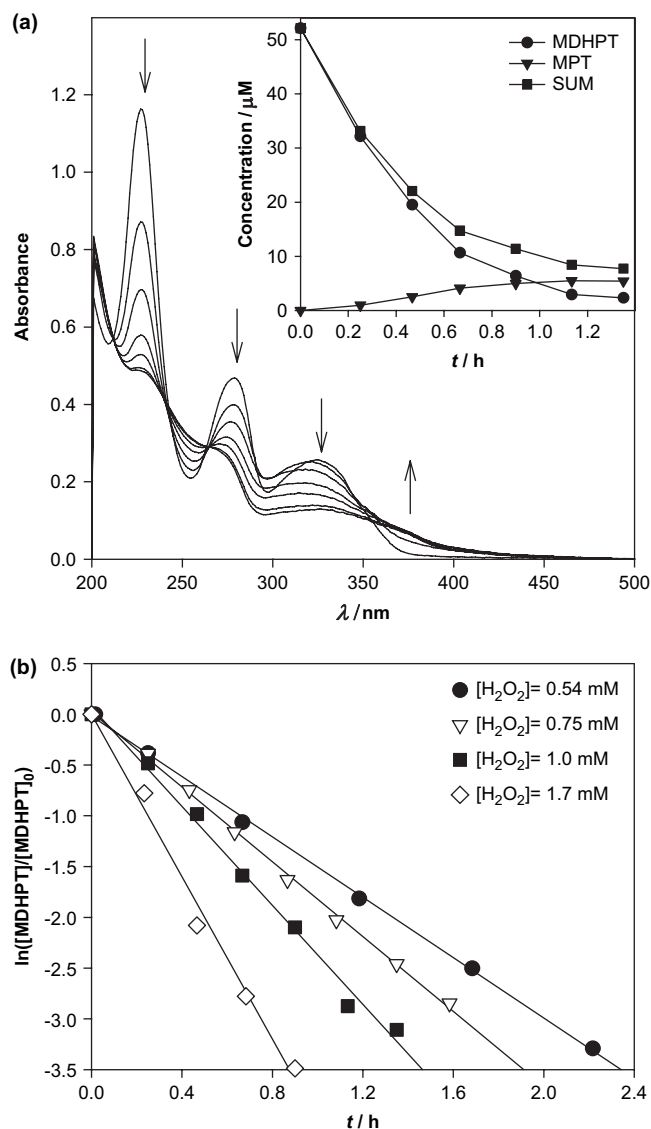 (a)
MDHPT
MPT
SUM
Concentration / μM
50
40
30
20
10
0
0.0 0.2 0.4 0.6 0.8 1.0 1.2
t / h
Absorbance
1.2
1.0
0.8
0.6
0.4
0.2
0.0
200 250 300 350 400 450 500
λ / nm
(b)
[H₂O₂]= 0.54 mM
[H₂O₂]= 0.75 mM
[H₂O₂]= 1.0 mM
[H₂O₂]= 1.7 mM
ln([MDHPT]/[MDHPT]₀)
0.5
0.0
-0.5
-1.0
-1.5
-2.0
-2.5
-3.0
-3.5
0.0 0.4 0.8 1.2 1.6 2.0 2.4
t / h